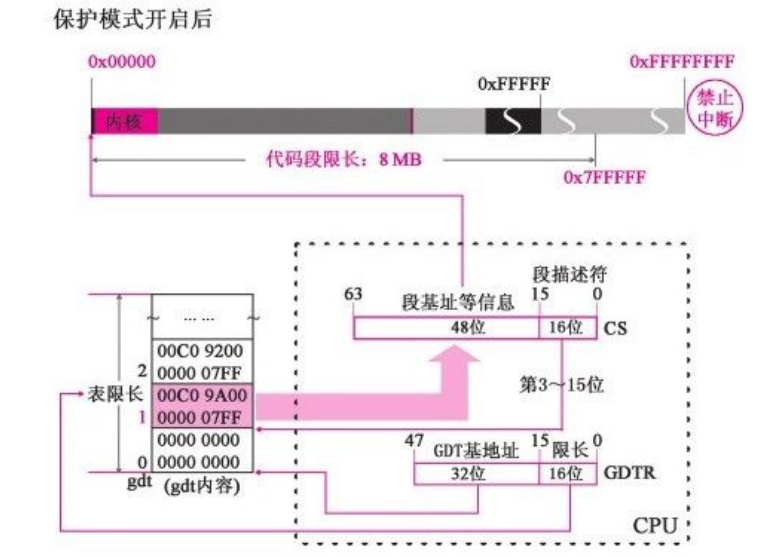 保护模式开启后
0x00000
0xFFFFFFFF
0xFFFFF
禁止
中断
内核
代码段限长：8 MB
0x7FFFFF
段描述符
63
段基址等信息
15
0
48位
16位
CS
～ …… ～
00C0 9200
2
0000 07FF
第3～15位
表限长
00C0 9A00
1
0000 07FF
0000 0000
47
GDT基地址
15
限长
0
0
0000 0000
32位
16位
GDTR
gdt
(gdt内容)
CPU